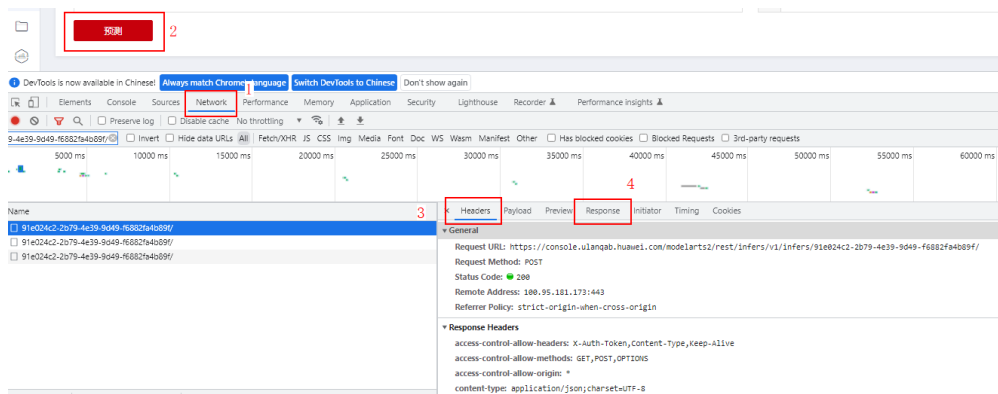 预测 2
DevTools is now available in Chinese! Always match Chrome's language Switch DevTools to Chinese Don't show again
1
Elements Console Sources Network Performance Memory Application Security Lighthouse Recorder Performance insights
Preserve log Disable cache No throttling
9-4e39-9d49-f6882fa4b89f/ Invert Hide data URLs All Fetch/XHR JS CSS Img Media Font Doc WS Wasm Manifest Other Has blocked cookies Blocked Requests 3rd-party requests
5000 ms 10000 ms 15000 ms 20000 ms 25000 ms 30000 ms 35000 ms 40000 ms 45000 ms 50000 ms 55000 ms 60000 ms
4
Name 3 × Headers Payload Preview Response Initiator Timing Cookies
91e024c2-2b79-4e39-9d49-f6882fa4b89f/
91e024c2-2b79-4e39-9d49-f6882fa4b89f/
91e024c2-2b79-4e39-9d49-f6882fa4b89f/
General
Request URL: https://console.ulanqab.huawei.com/modelarts2/rest/infers/v1/infers/91e024c2-2b79-4e39-9d49-f6882fa4b89f/
Request Method: POST
Status Code: 200
Remote Address: 100.95.181.173:443
Referrer Policy: strict-origin-when-cross-origin
Response Headers
access-control-allow-headers: X-Auth-Token,Content-Type,Keep-Alive
access-control-allow-methods: GET,POST,OPTIONS
access-control-allow-origin: *
content-type: application/json;charset=UTF-8